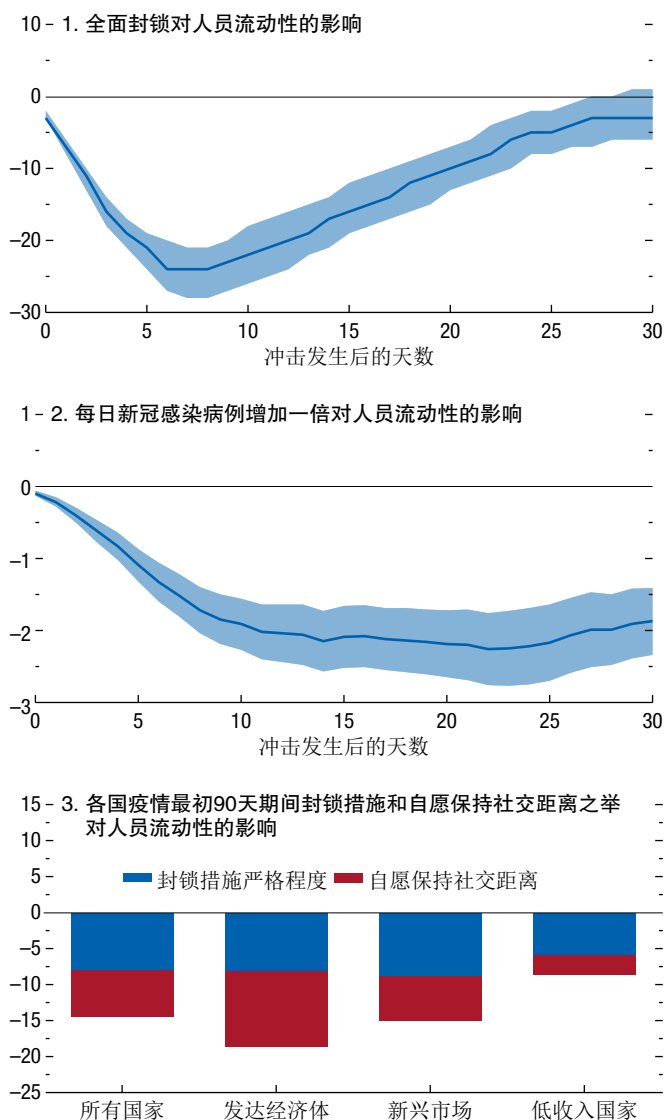 10
1. 全面封锁对人员流动性的影响
0
–10
–20
–30
0 5 10 15 20 25 30
冲击发生后的天数
1
2. 每日新冠感染病例增加一倍对人员流动性的影响
0
–1
–2
–3
0 5 10 15 20 25 30
冲击发生后的天数
15
3. 各国疫情最初90天期间封锁措施和自愿保持社交距离之举
对人员流动性的影响
10
5
封锁措施严格程度 自愿保持社交距离
0
–5
–10
–15
–20
–25
所有国家 发达经济体 新兴市场 低收入国家